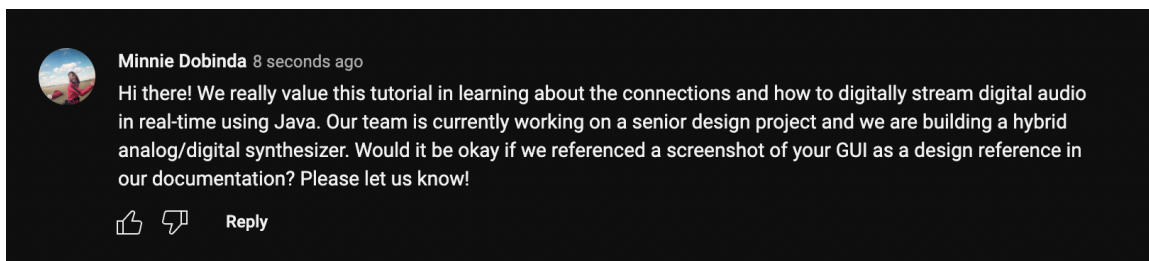 Minnie Dobinda 8 seconds ago
Hi there! We really value this tutorial in learning about the connections and how to digitally stream digital audio
in real-time using Java. Our team is currently working on a senior design project and we are building a hybrid
analog/digital synthesizer. Would it be okay if we referenced a screenshot of your GUI as a design reference in
our documentation? Please let us know!
Reply